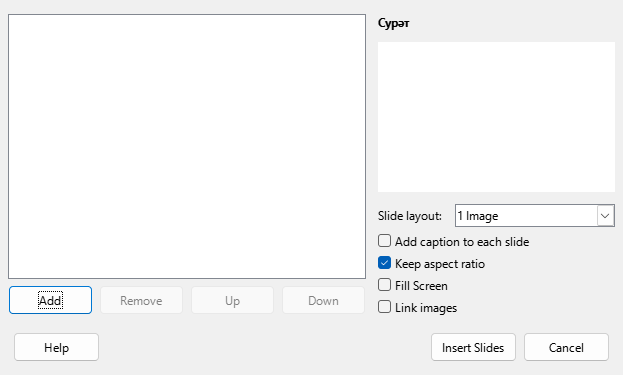 Сурәт
Slide layout: 1 Image
Add caption to each slide
Keep aspect ratio
Fill Screen
Link images
Add Remove Up Down
Help Insert Slides Cancel